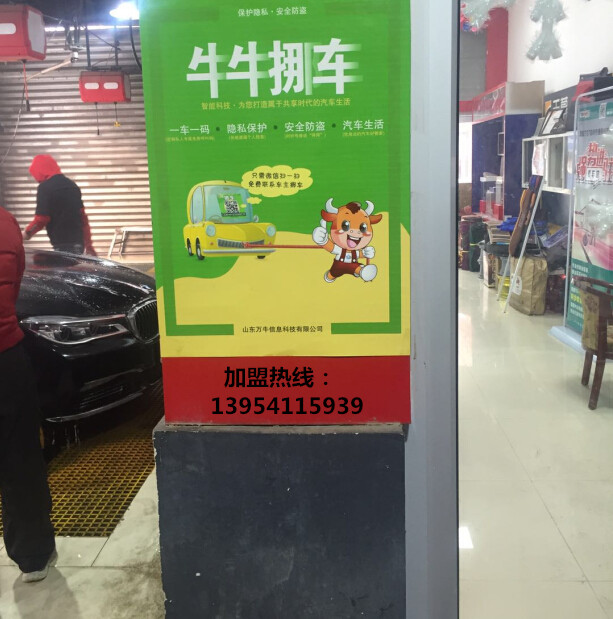 保护隐私·安全防盗
牛牛挪车
智能科技·为您打造属于共享时代的汽车生活
一车一码 隐私保护 安全防盗 汽车生活
只需微信扫一扫
免费联系车主挪车
山东万牛信息科技有限公司
加盟热线：
13954115939